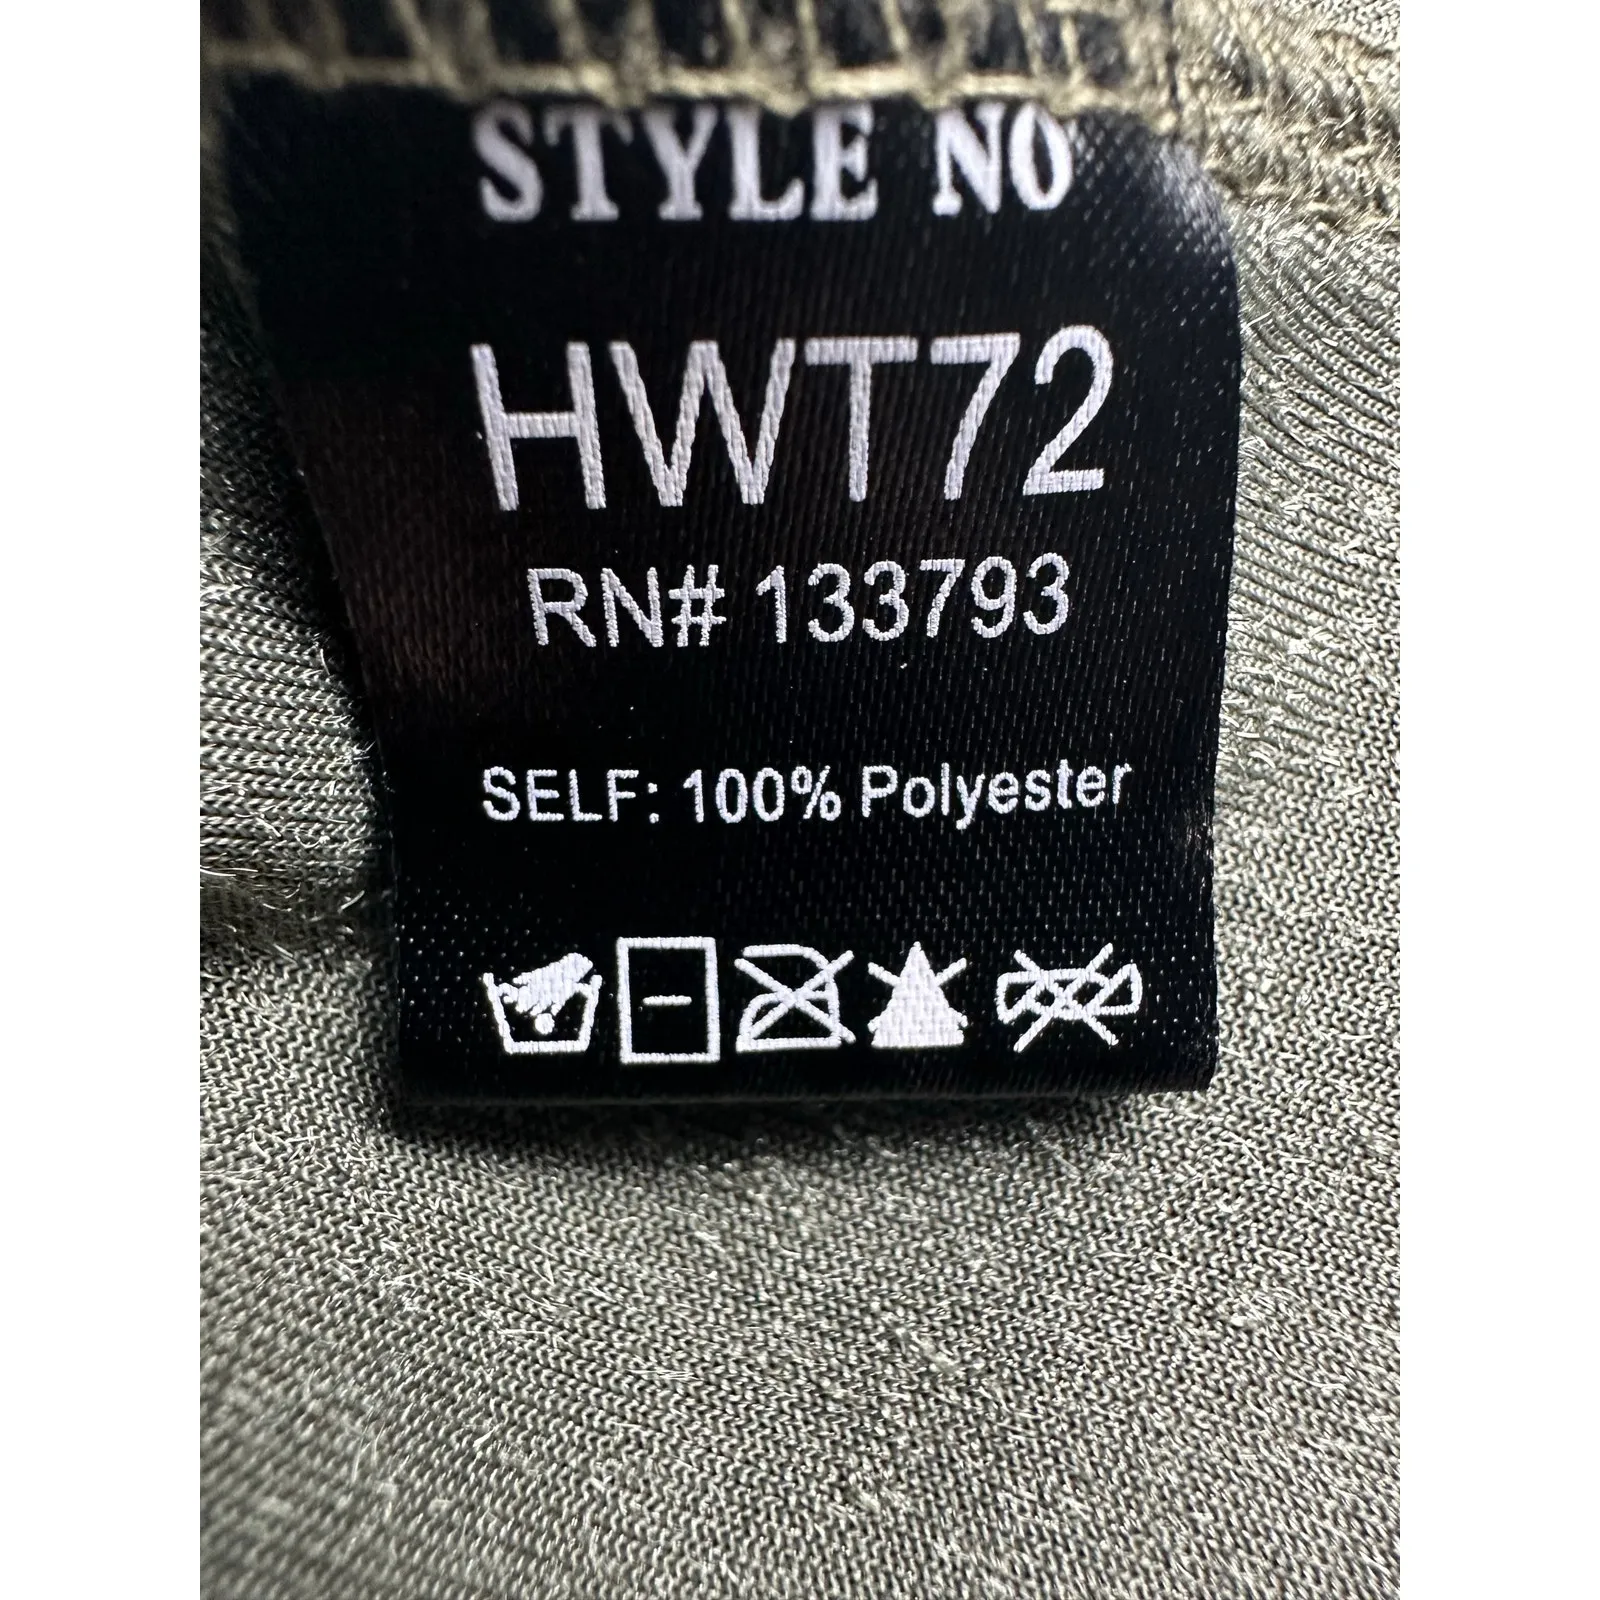 STYLE NO
HWT72
RN# 133793
SELF: 100% Polyester